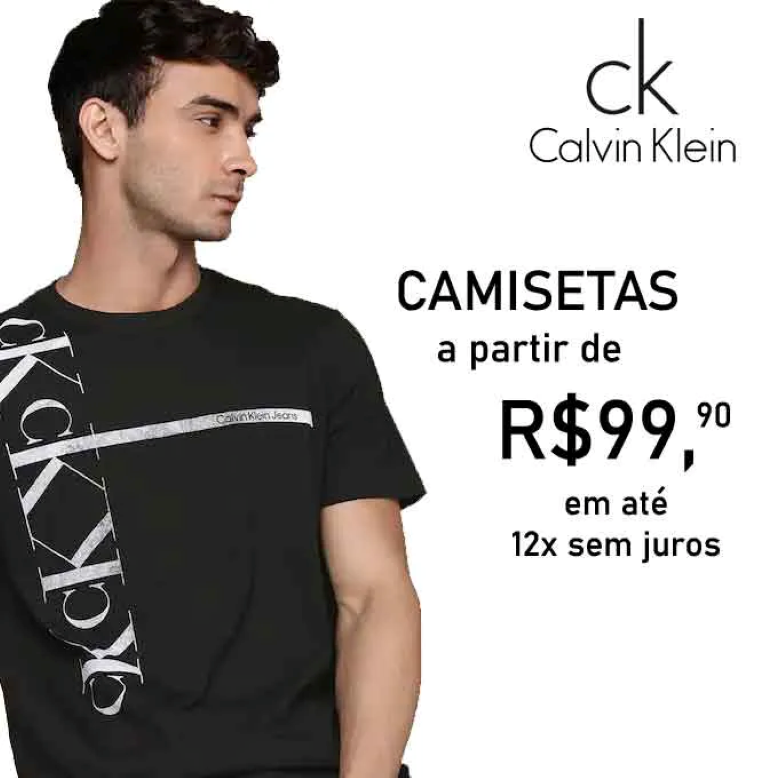 ck
Calvin Klein
CAMISETAS
a partir de
R$99,90
em até
12x sem juros
CK
CK
Calvin Klein Jeans
CK
CK